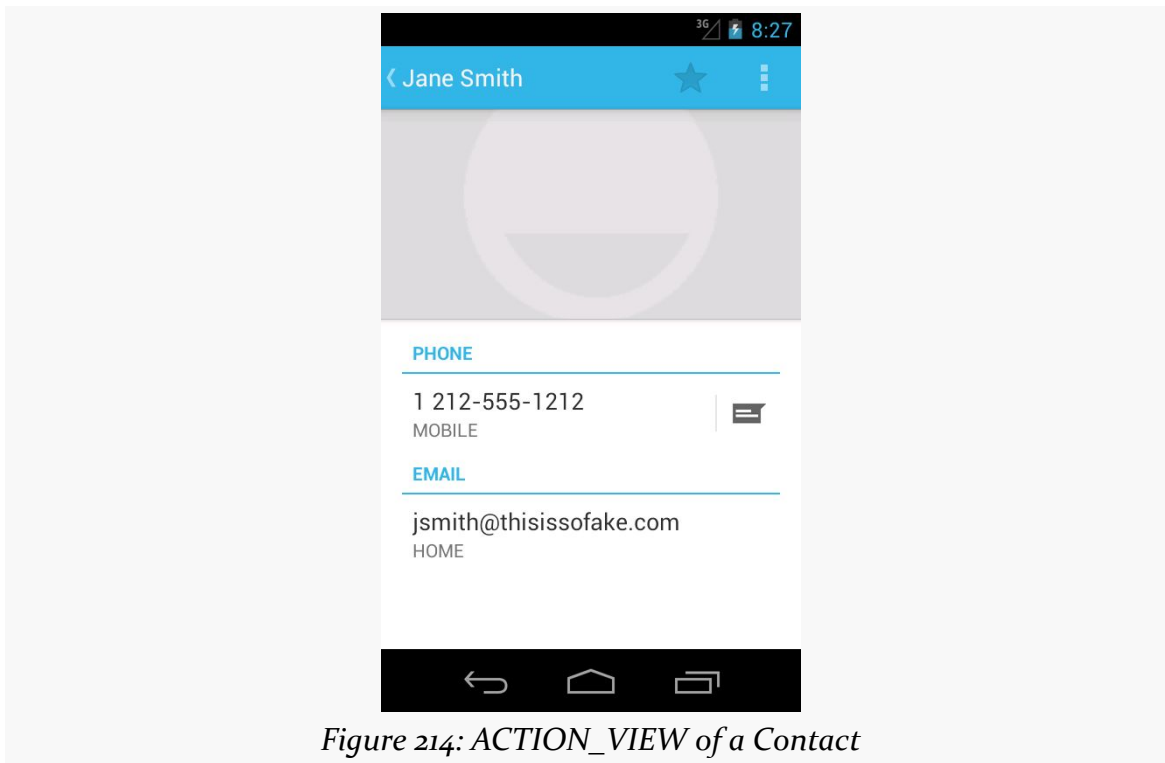 3G 8:27
Jane Smith
PHONE
1 212-555-1212
MOBILE
EMAIL
jsmith@thisissofake.com
HOME
Figure 214: ACTION_VIEW of a Contact